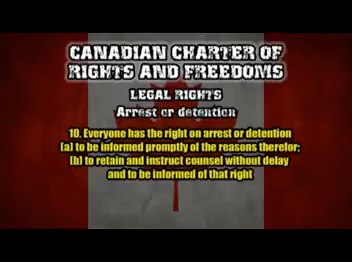 CANADIAN CHARTER OF
RIGHTS AND FREEDOMS
LEGAL RIGHTS
Arrest or detention
10. Everyone has the right on arrest or detention
(a) to be informed promptly of the reasons therefor;
(b) to retain and instruct counsel without delay
and to be informed of that right